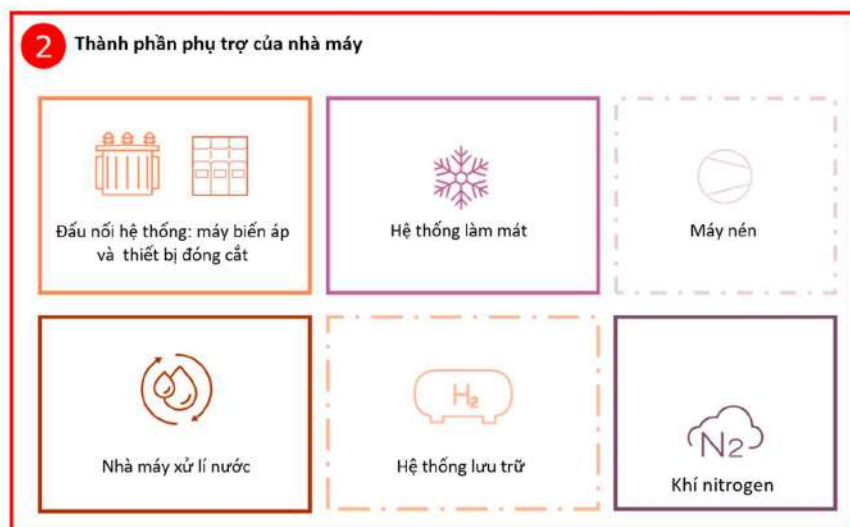 2 Thành phần phụ trợ của nhà máy
Đấu nối hệ thống: máy biến áp
và thiết bị đóng cắt
Hệ thống làm mát
Máy nén
Nhà máy xử lí nước
H₂
Hệ thống lưu trữ
N2
Khí nitrogen